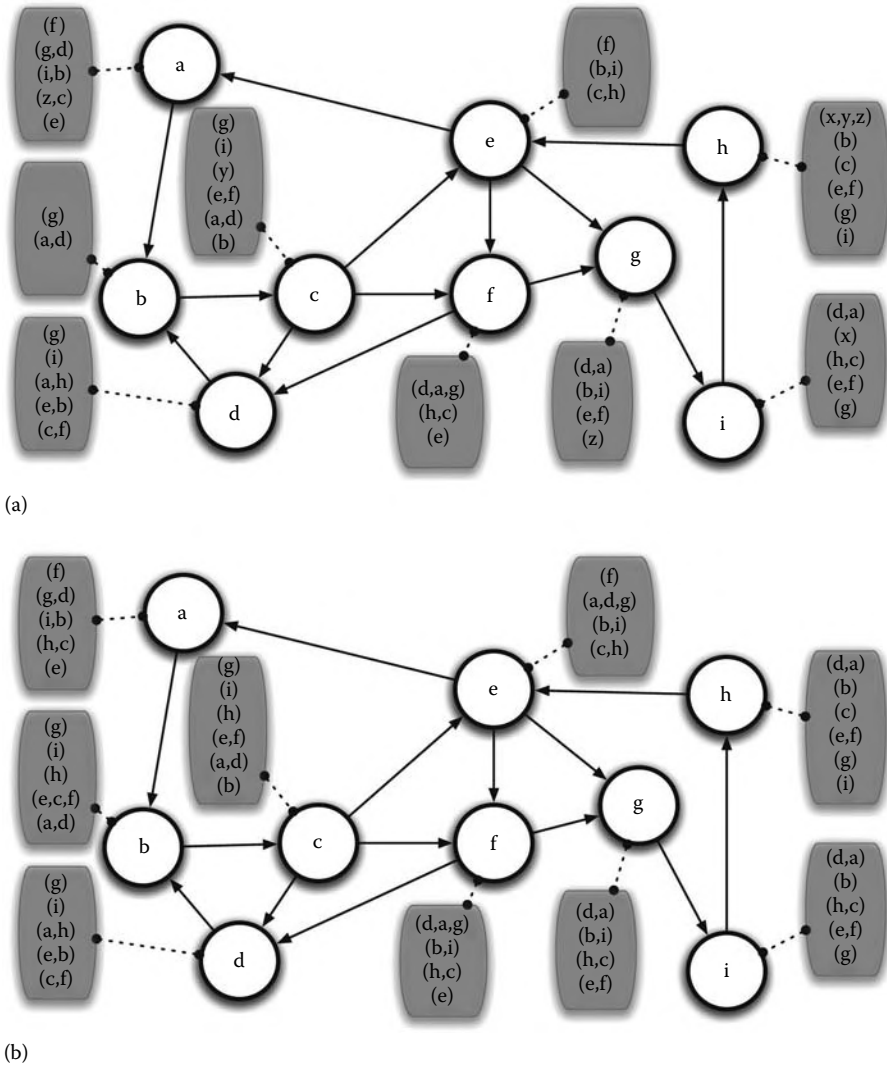 (f)
(g,d)
(i,b)
(z,c)
(e)
a
(f)
(b,i)
(c,h)
(g)
(i)
(y)
(e,f)
(a,d)
(b)
e
h
(x,y,z)
(b)
(c)
(e,f)
(g)
(i)
(g)
(a,d)
b
c
f
g
(g)
(i)
(a,h)
(e,b)
(c,f)
d
(d,a,g)
(h,c)
(e)
(d,a)
(b,i)
(e,f)
(z)
i
(d,a)
(x)
(h,c)
(e,f)
(g)
(a)
(f)
(g,d)
(i,b)
(h,c)
(e)
a
(f)
(a,d,g)
(b,i)
(c,h)
(g)
(i)
(h)
(e,f)
(a,d)
(b)
e
h
(d,a)
(b)
(c)
(e,f)
(g)
(i)
(g)
(i)
(h)
(e,c,f)
(a,d)
b
c
f
g
(g)
(i)
(a,h)
(e,b)
(c,f)
d
(d,a,g)
(b,i)
(h,c)
(e)
(d,a)
(b,i)
(h,c)
(e,f)
i
(d,a)
(b)
(h,c)
(e,f)
(g)
(b)